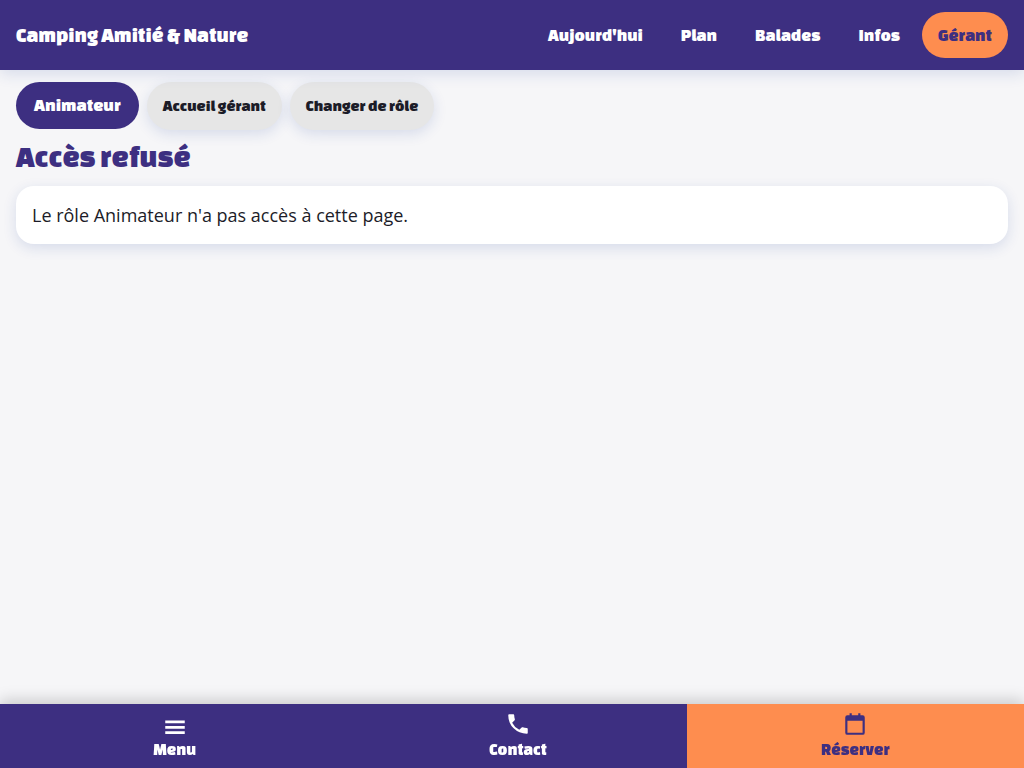 Camping Amitié & Nature
Aujourd'hui
Plan
Balades
Infos
Gérant
Animateur
Accueil gérant
Changer de rôle
Accès refusé
Le rôle Animateur n'a pas accès à cette page.
Menu
Contact
Réserver